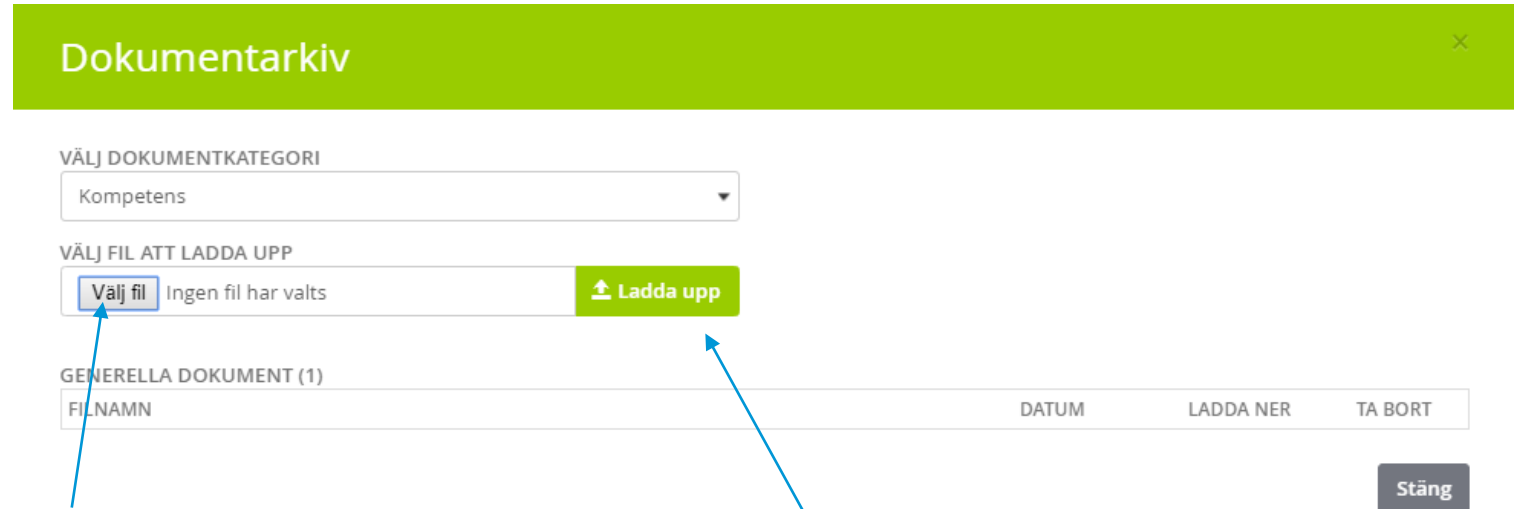 Dokumentarkiv ×
VÄLJ DOKUMENTKATEGORI
Kompetens
VÄLJ FIL ATT LADDA UPP
Välj fil Ingen fil har valts Ladda upp
GENERELLA DOKUMENT (1)
FILNAMN DATUM LADDA NER TA BORT
Stäng